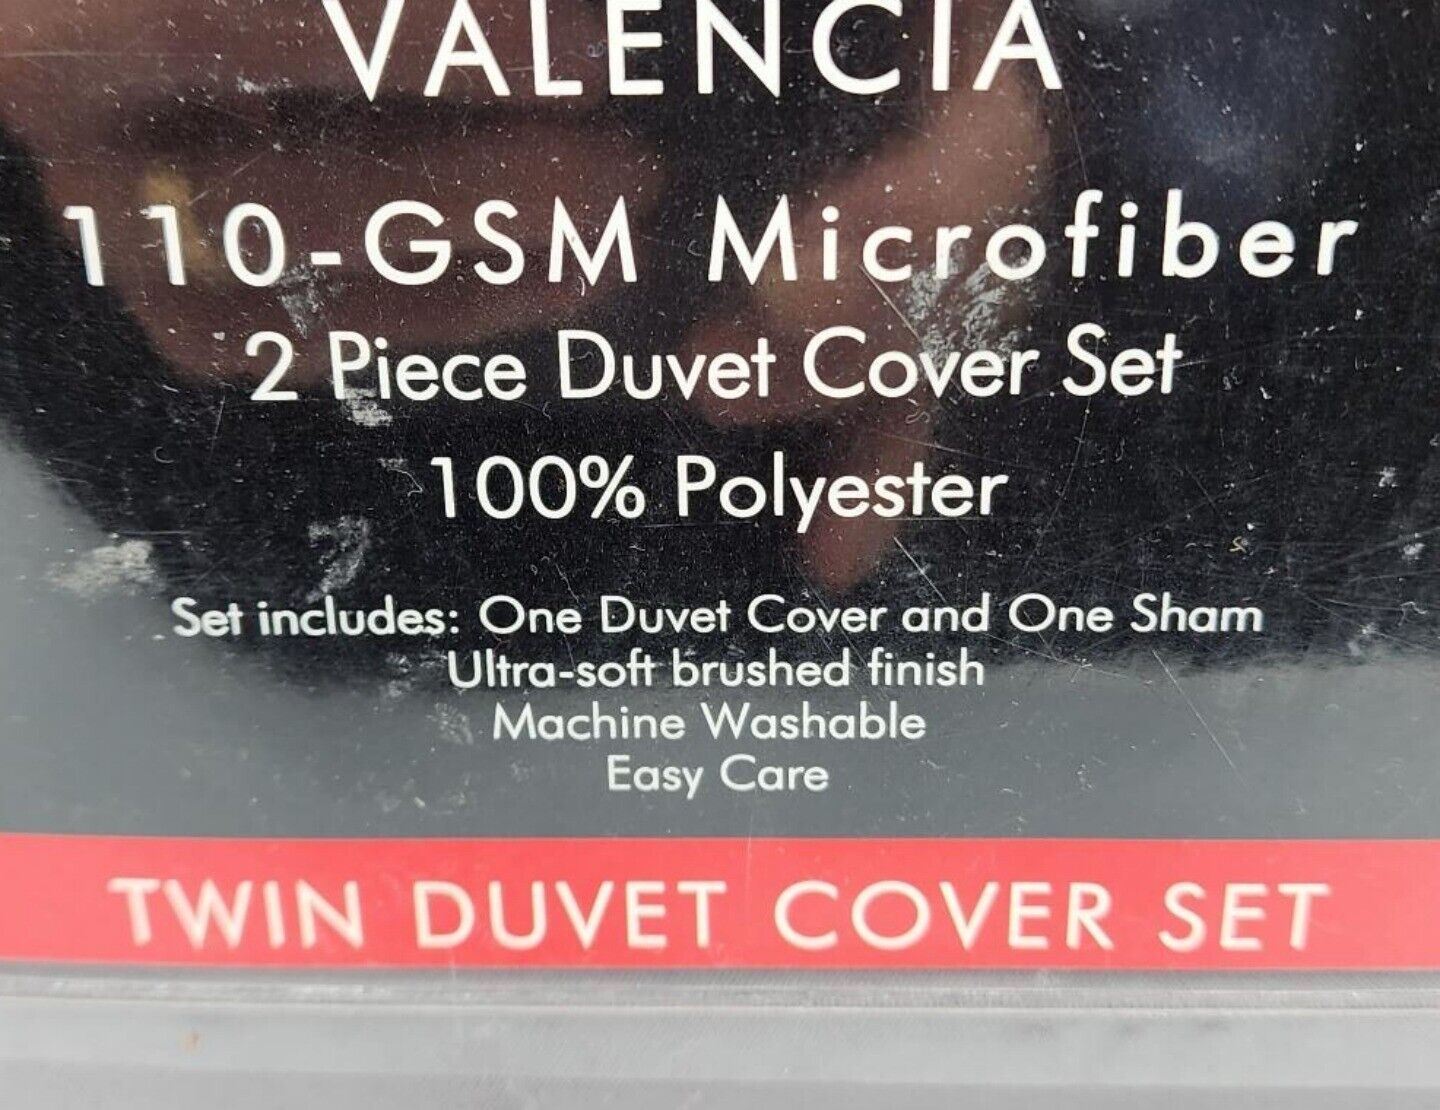 VALENCIA
110-GSM Microfiber
2 Piece Duvet Cover Set
100% Polyester
Set includes: One Duvet Cover and One Sham
Ultra-soft brushed finish
Machine Washable
Easy Care
TWIN DUVET COVER SET